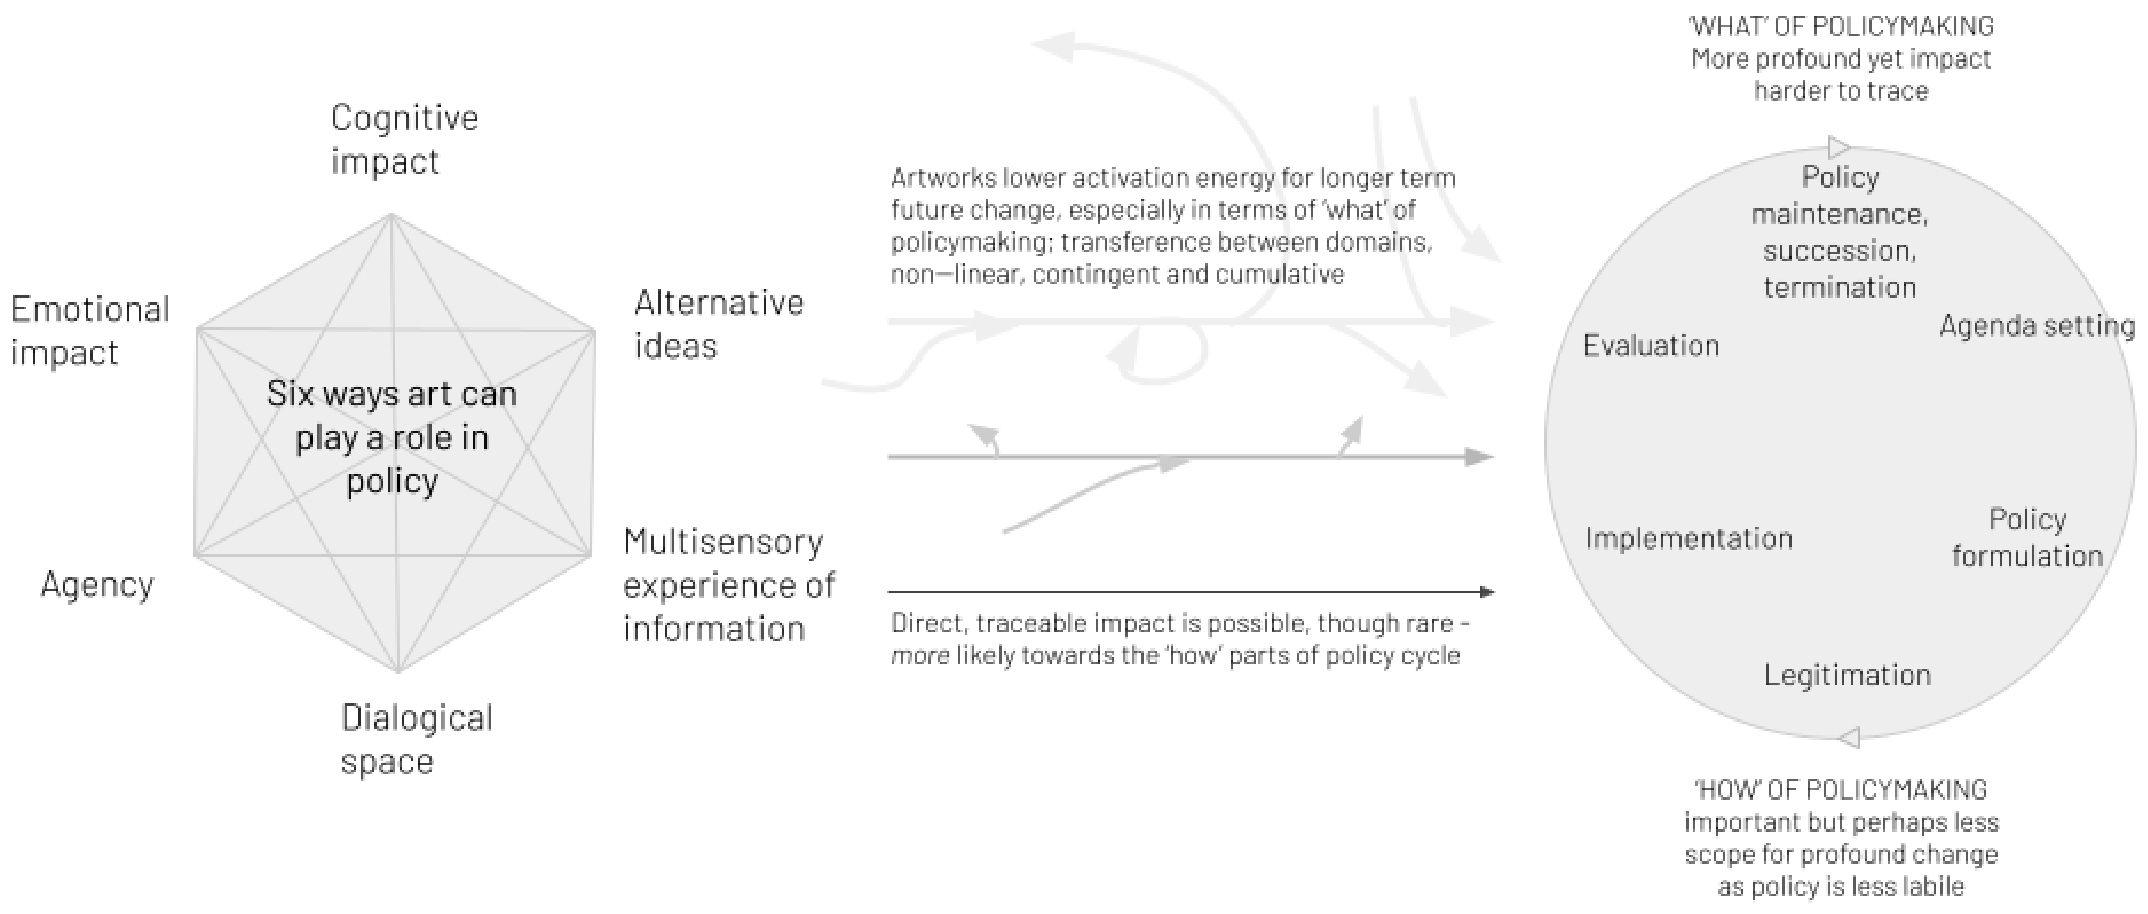 Cognitive
impact
Emotional
impact
Alternative
ideas
Six ways art can
play a role in
policy
Agency
Multisensory
experience of
information
Dialogical
space
Artworks lower activation energy for longer term
future change, especially in terms of ‘what’ of
policymaking; transference between domains,
non—linear, contingent and cumulative
Direct, traceable impact is possible, though rare -
more likely towards the ‘how’ parts of policy cycle
‘WHAT’ OF POLICYMAKING
More profound yet impact
harder to trace
Policy
maintenance,
succession,
termination
Agenda setting
Evaluation
Policy
formulation
Implementation
Legitimation
‘HOW’ OF POLICYMAKING
important but perhaps less
scope for profound change
as policy is less labile